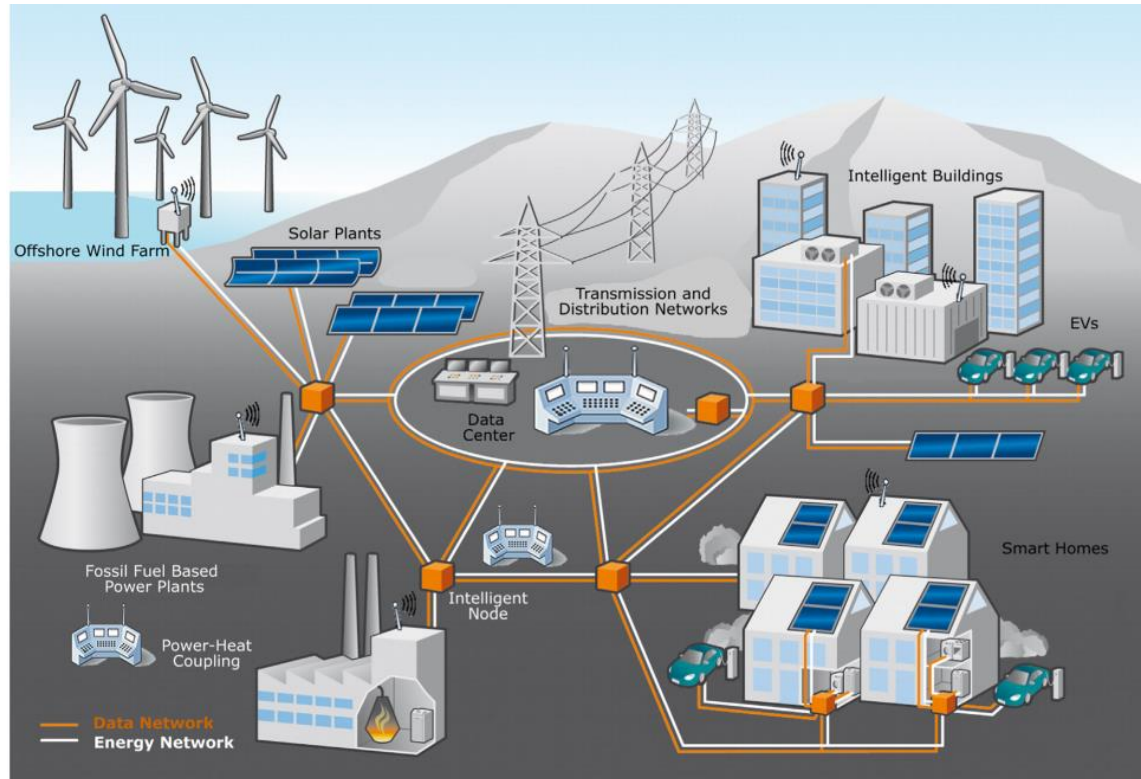 Intelligent Buildings
Solar Plants
Offshore Wind Farm
Transmission and
Distribution Networks
EVs
Data
Center
Smart Homes
Fossil Fuel Based
Power Plants
Intelligent
Node
Power-Heat
Coupling
Data Network
Energy Network